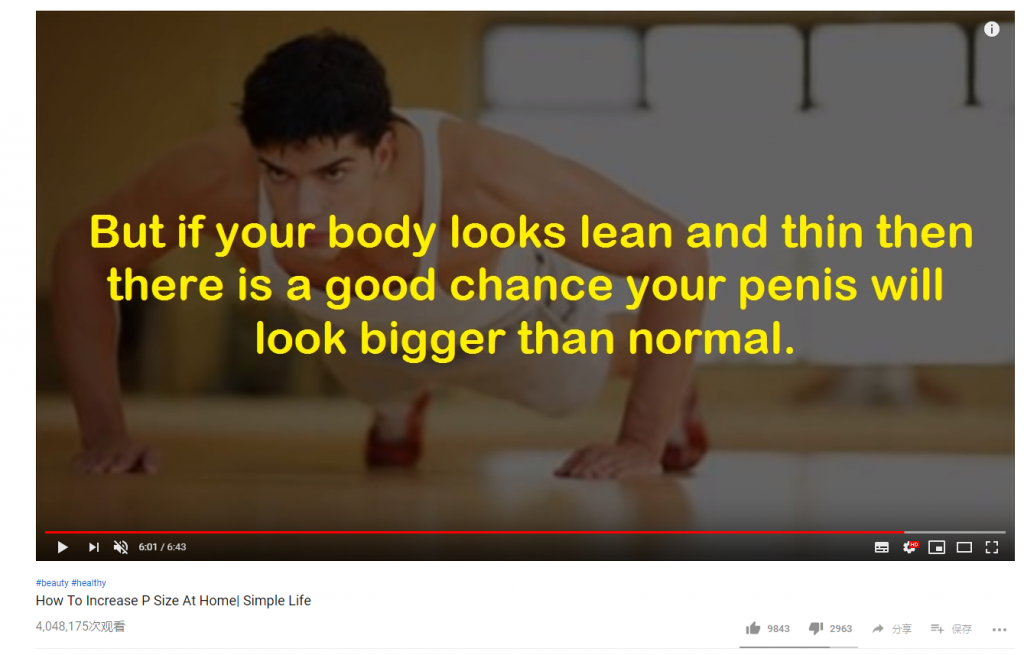 But if your body looks lean and thin then
there is a good chance your penis will
look bigger than normal.
6:01 / 6:43
HD
#beauty #healthy
How To Increase P Size At Home| Simple Life
4,048,175次观看
9843 2963 分享 保存